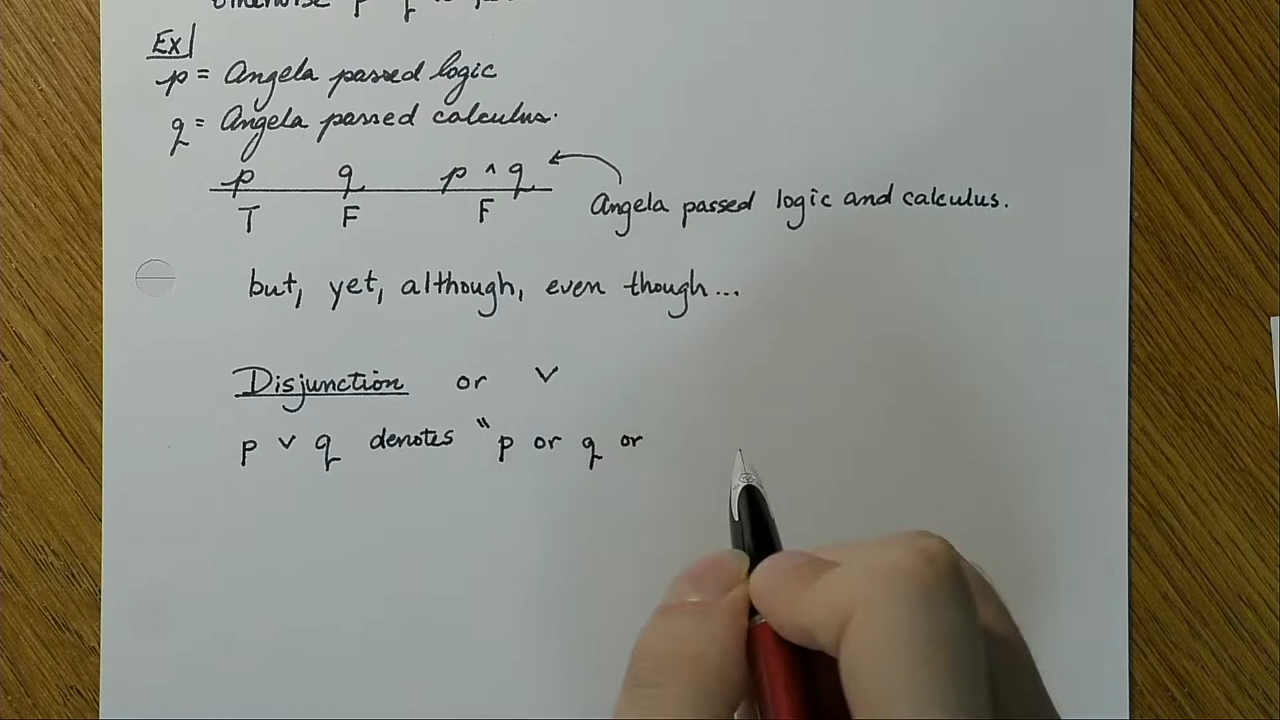 Ex
p = Angela passed logic
q = Angela passed calculus.
p q p ∧ q
T F F
Angela passed logic and calculus.
but, yet, although, even though...
Disjunction or ∨
p ∨ q denotes "p or q or